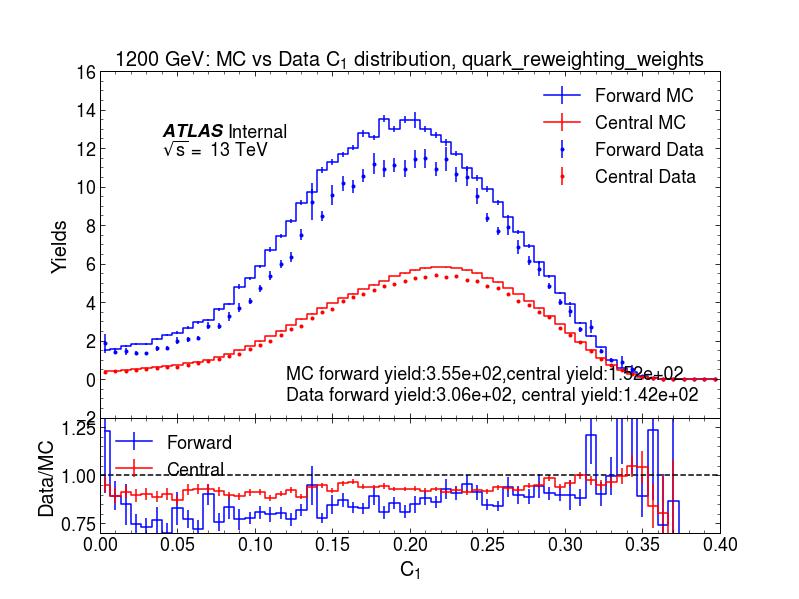 1200 GeV: MC vs Data C₁ distribution, quark_reweighting_weights
16
14
12
10
8
6
4
2
0
−2
Yields
ATLAS Internal
√s = 13 TeV
Forward MC
Central MC
Forward Data
Central Data
MC forward yield:3.55e+02,central yield:1.52e+02
Data forward yield:3.06e+02, central yield:1.42e+02
1.25
1.00
0.75
Data/MC
Forward
Central
0.00 0.05 0.10 0.15 0.20 0.25 0.30 0.35 0.40
C₁